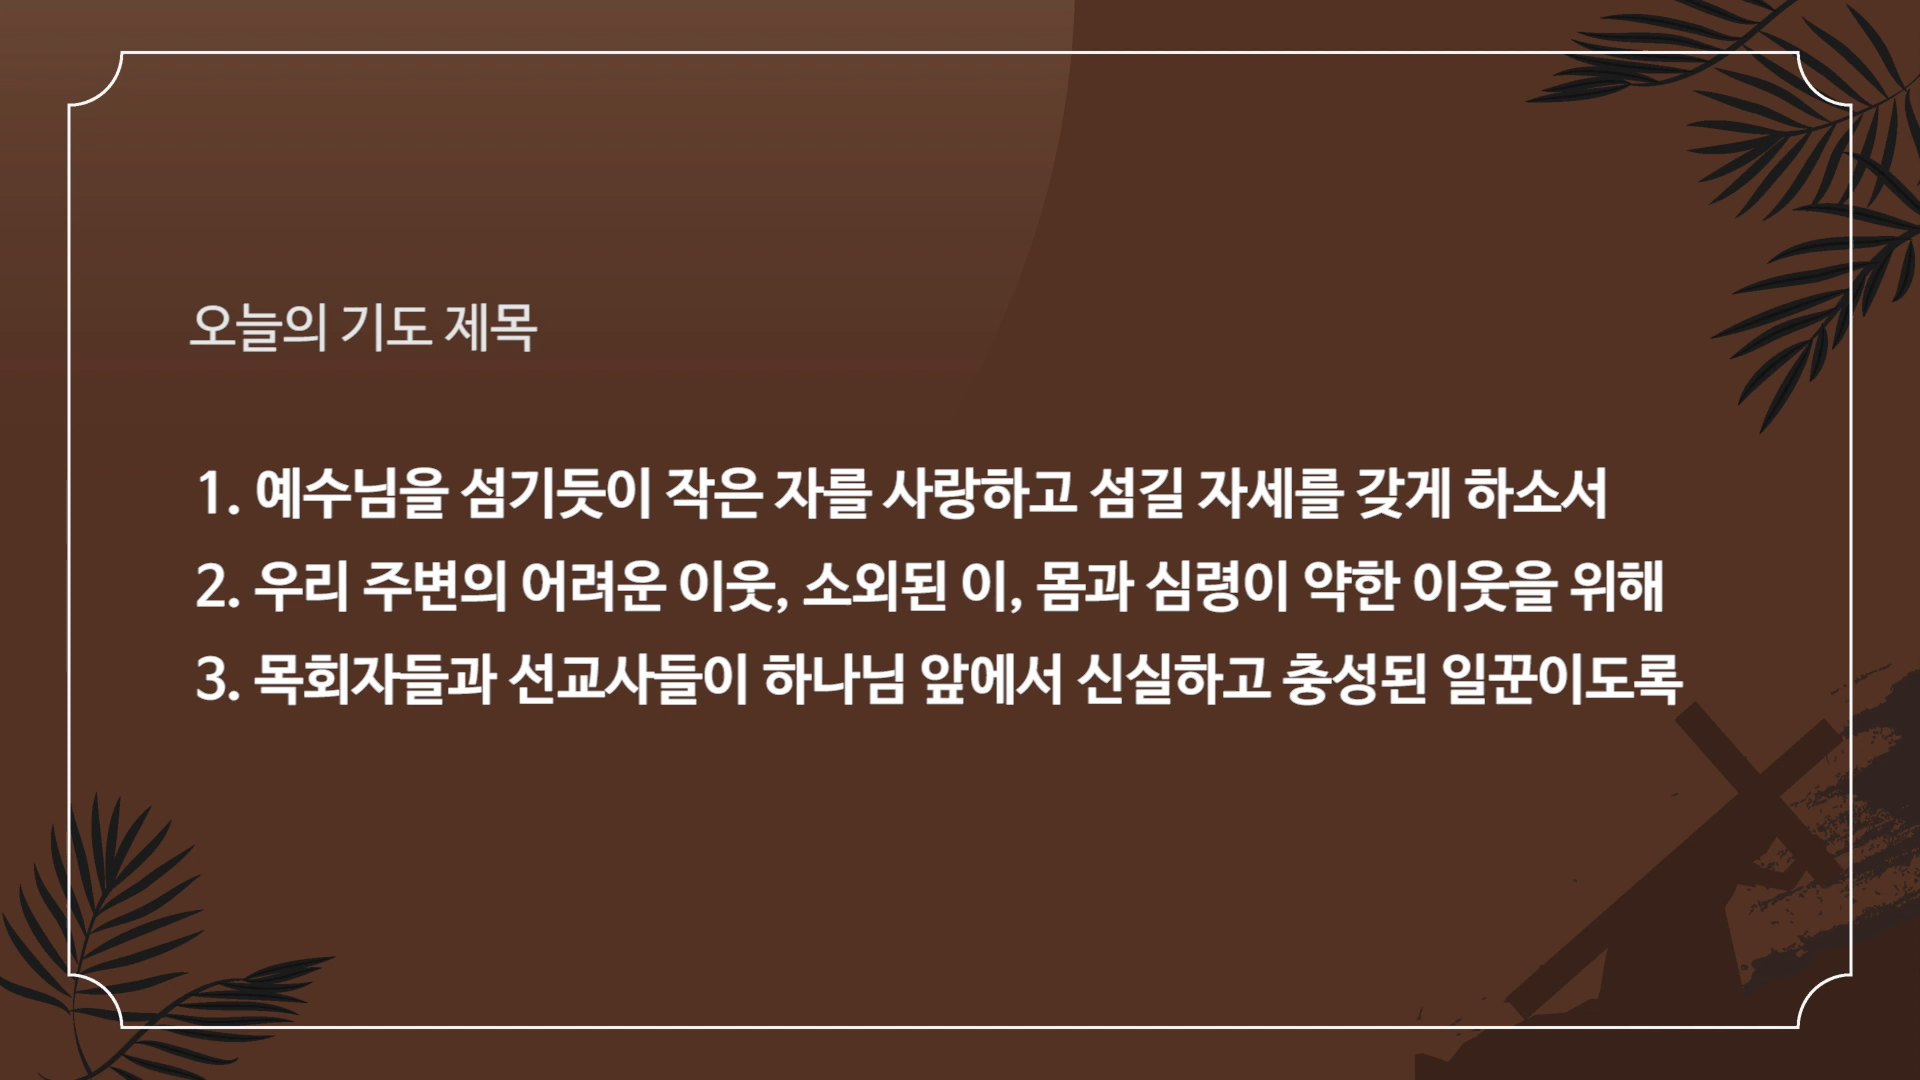 오늘의 기도 제목
1. 예수님을 섬기듯이 작은 자를 사랑하고 섬길 자세를 갖게 하소서
2. 우리 주변의 어려운 이웃, 소외된 이, 몸과 심령이 약한 이웃을 위해
3. 목회자들과 선교사들이 하나님 앞에서 신실하고 충성된 일꾼이도록